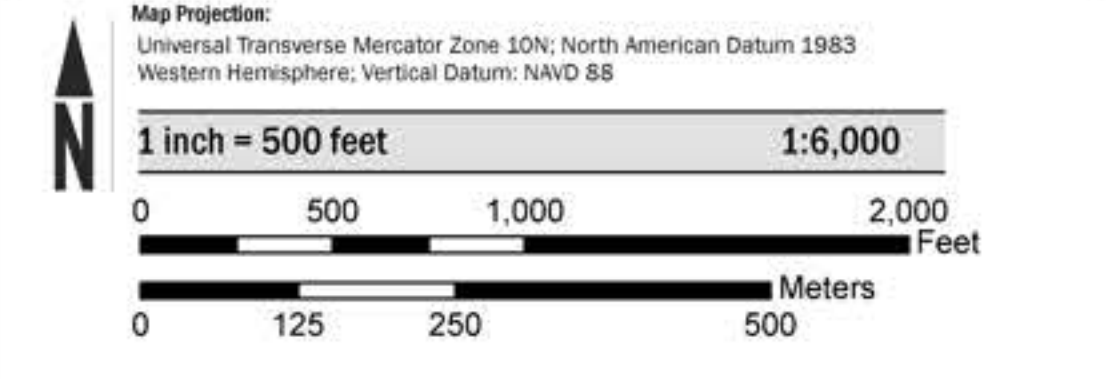 Map Projection:
Universal Transverse Mercator Zone 10N; North American Datum 1983
Western Hemisphere; Vertical Datum: NAVD 88
N
1 inch = 500 feet 1:6,000
0 500 1,000 2,000
Feet
Meters
0 125 250 500